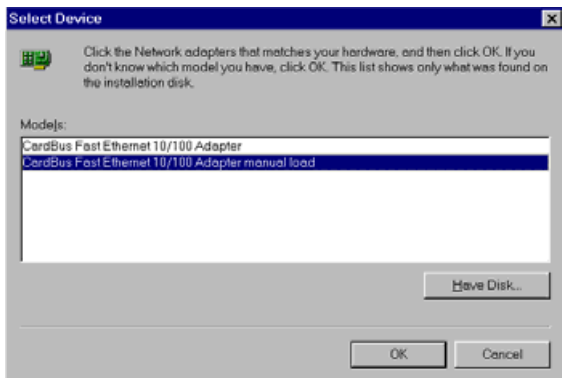 Select Device
Click the Network adapters that matches your hardware, and then click OK. If you
don't know which model you have, click OK. This list shows only what was found on
the installation disk.
Models:
CardBus Fast Ethernet 10/100 Adapter
CardBus Fast Ethernet 10/100 Adapter manual load
Have Disk...
OK
Cancel